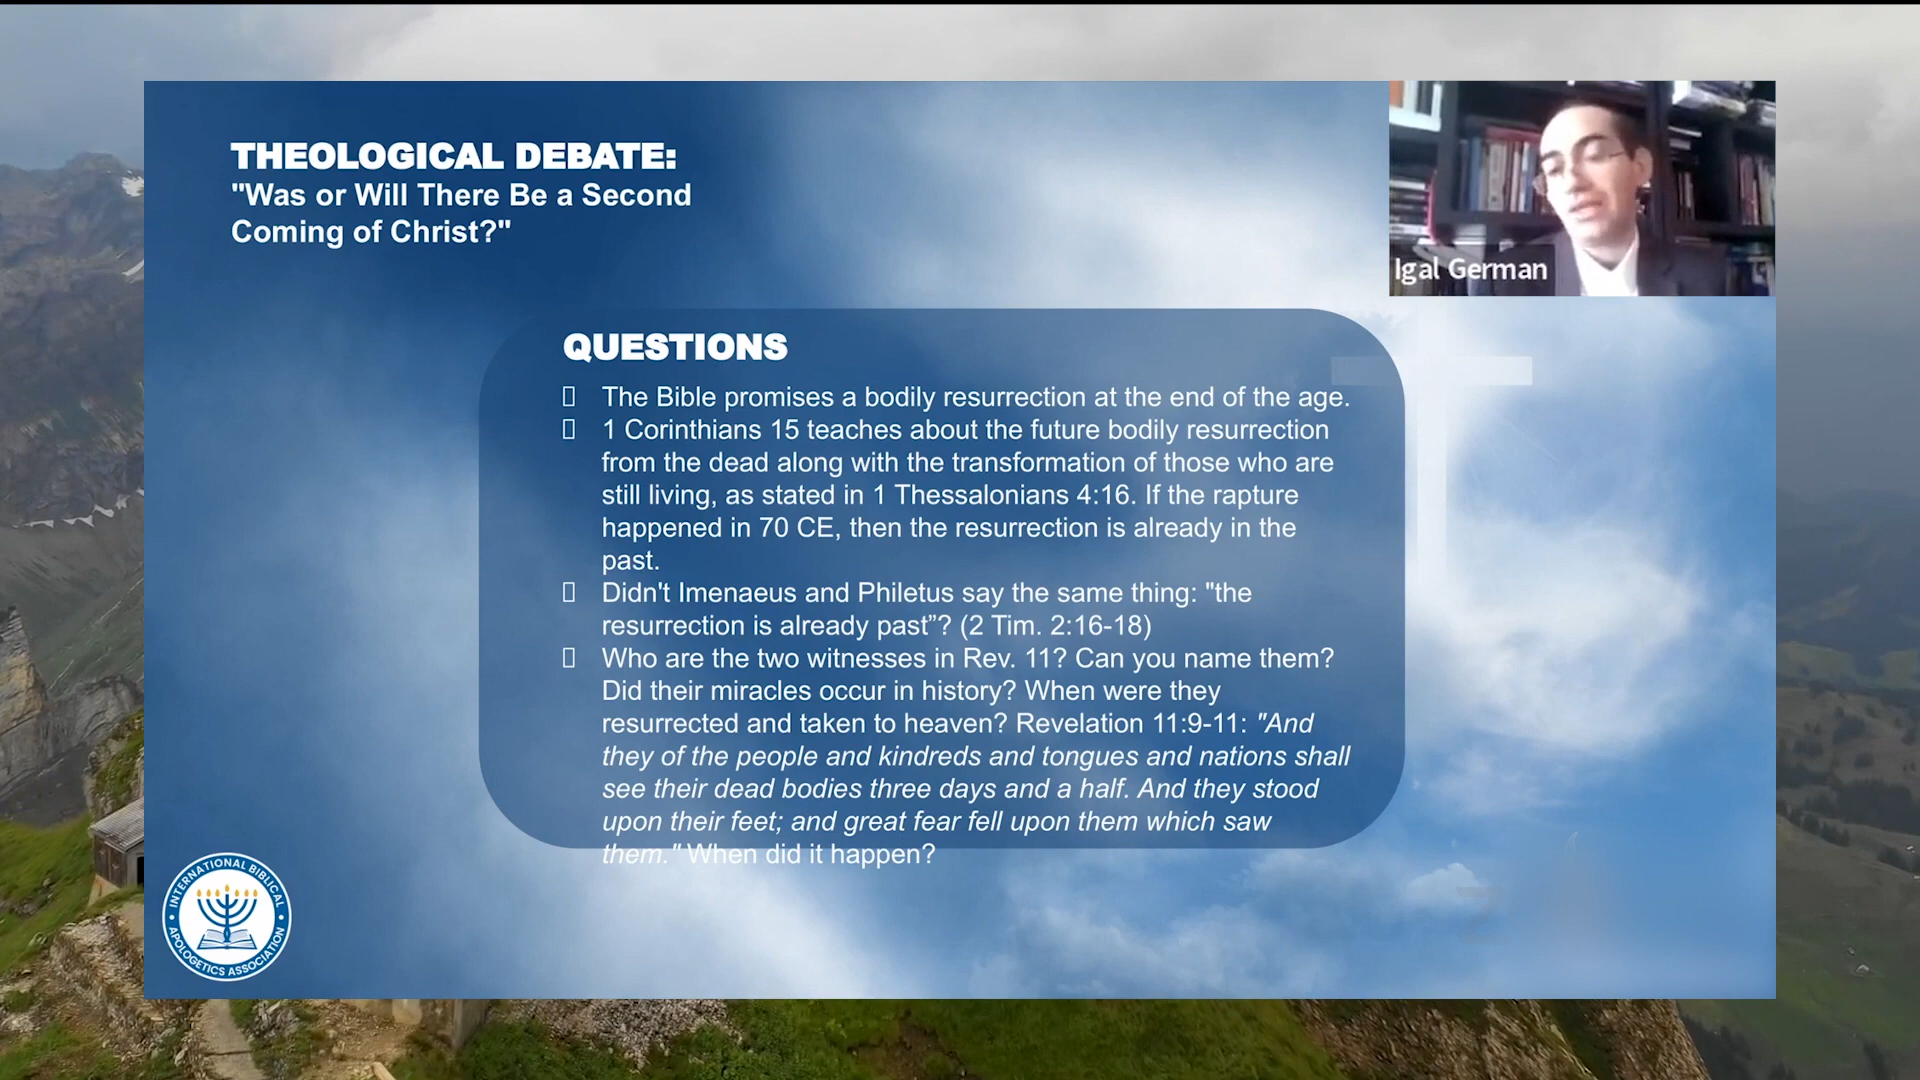 THEOLOGICAL DEBATE:
"Was or Will There Be a Second
Coming of Christ?"
Igal German
QUESTIONS
The Bible promises a bodily resurrection at the end of the age.
1 Corinthians 15 teaches about the future bodily resurrection
from the dead along with the transformation of those who are
still living, as stated in 1 Thessalonians 4:16. If the rapture
happened in 70 CE, then the resurrection is already in the
past.
Didn't Imenaeus and Philetus say the same thing: "the
resurrection is already past”? (2 Tim. 2:16-18)
Who are the two witnesses in Rev. 11? Can you name them?
Did their miracles occur in history? When were they
resurrected and taken to heaven? Revelation 11:9-11: "And
they of the people and kindreds and tongues and nations shall
see their dead bodies three days and a half. And they stood
upon their feet; and great fear fell upon them which saw
them." When did it happen?
INTERNATIONAL BIBLICAL
APOLOGETICS ASSOCIATION